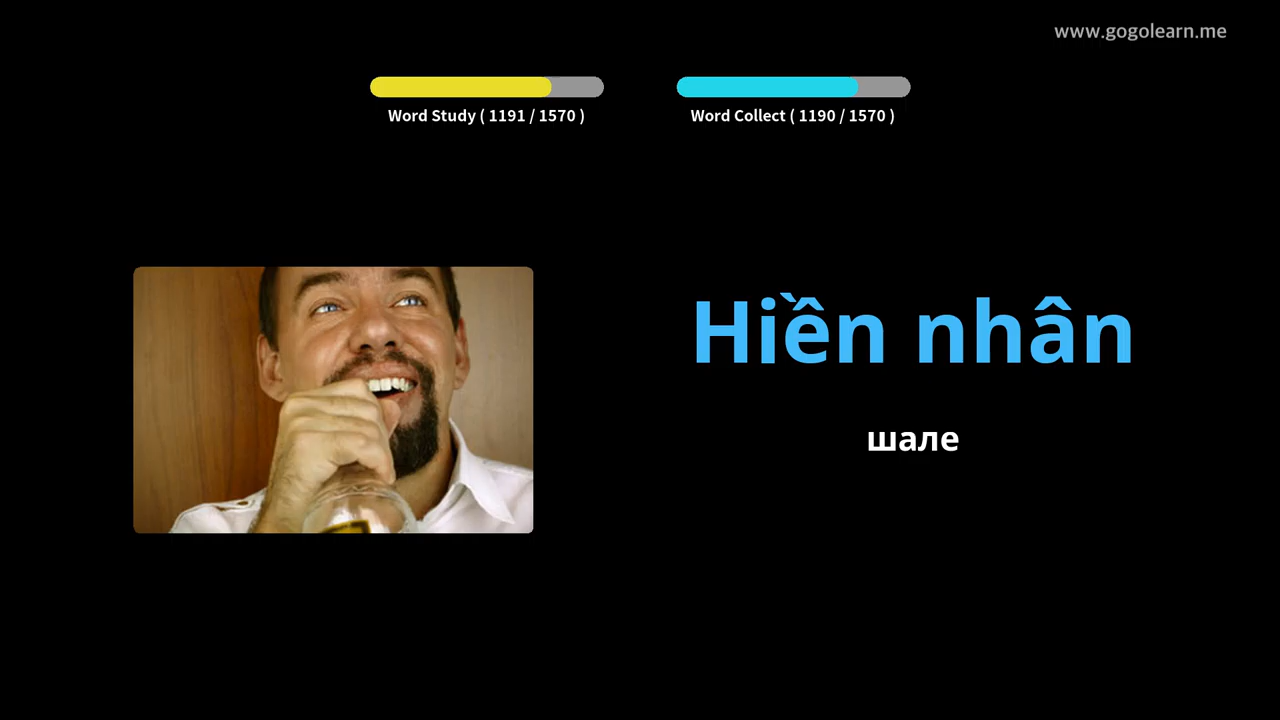 www.gogolearn.me
Word Study ( 1191 / 1570 )
Word Collect ( 1190 / 1570 )
Hiền nhân
шале